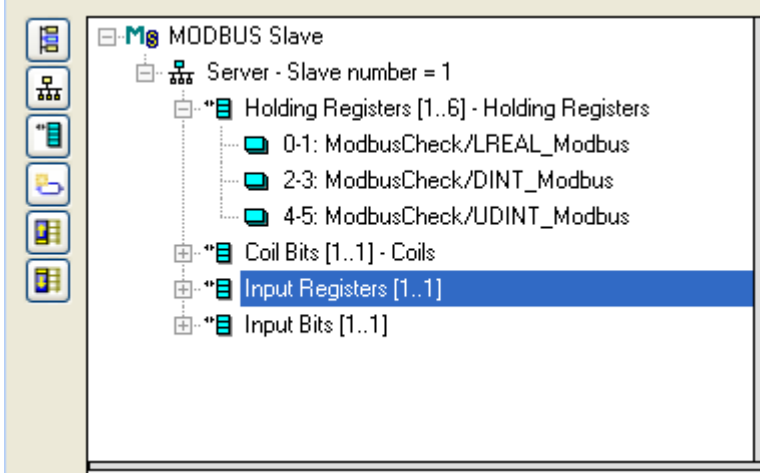 MODBUS Slave
Server - Slave number = 1
Holding Registers [1..6] - Holding Registers
0-1: ModbusCheck/LREAL_Modbus
2-3: ModbusCheck/DINT_Modbus
4-5: ModbusCheck/UDINT_Modbus
Coil Bits [1..1] - Coils
Input Registers [1..1]
Input Bits [1..1]